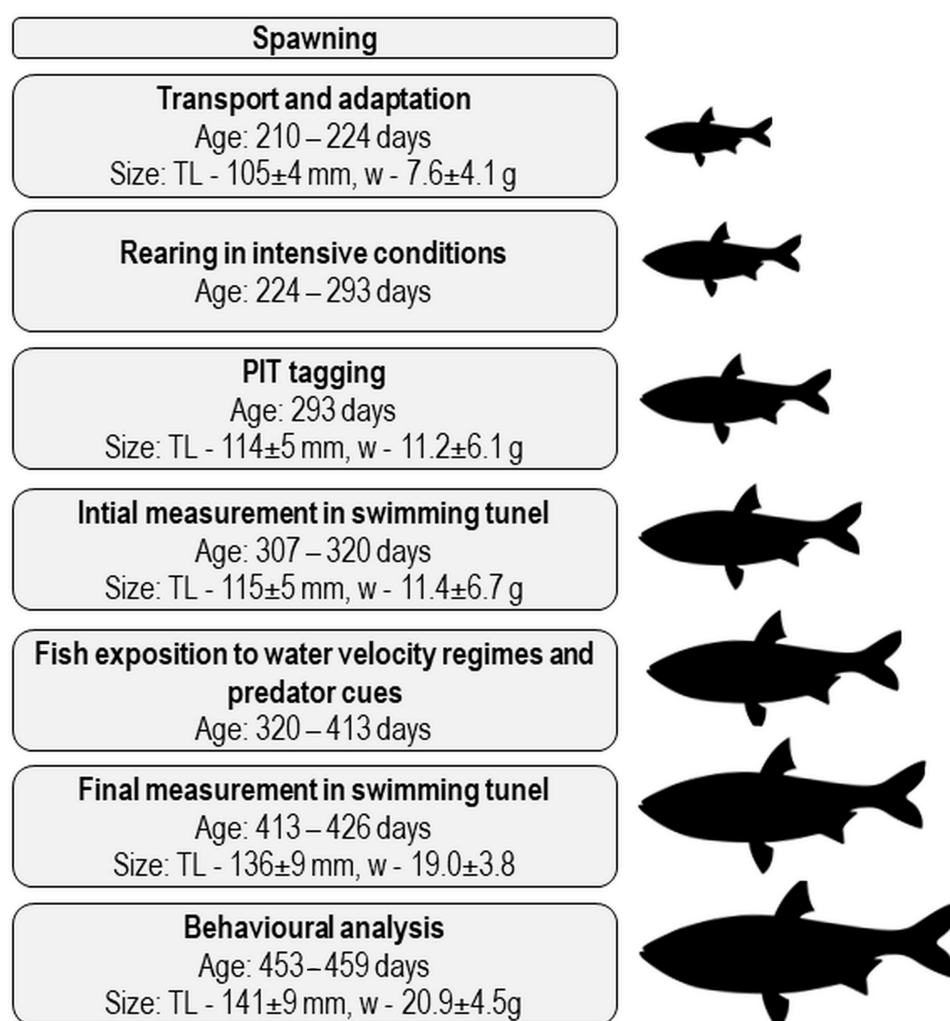 Spawning
Transport and adaptation
Age: 210 – 224 days
Size: TL - 105±4 mm, w - 7.6±4.1 g
Rearing in intensive conditions
Age: 224 – 293 days
PIT tagging
Age: 293 days
Size: TL - 114±5 mm, w - 11.2±6.1 g
Intial measurement in swimming tunel
Age: 307 – 320 days
Size: TL - 115±5 mm, w - 11.4±6.7 g
Fish exposition to water velocity regimes and
predator cues
Age: 320 – 413 days
Final measurement in swimming tunel
Age: 413 – 426 days
Size: TL - 136±9 mm, w - 19.0±3.8
Behavioural analysis
Age: 453–459 days
Size: TL - 141±9 mm, w - 20.9±4.5g